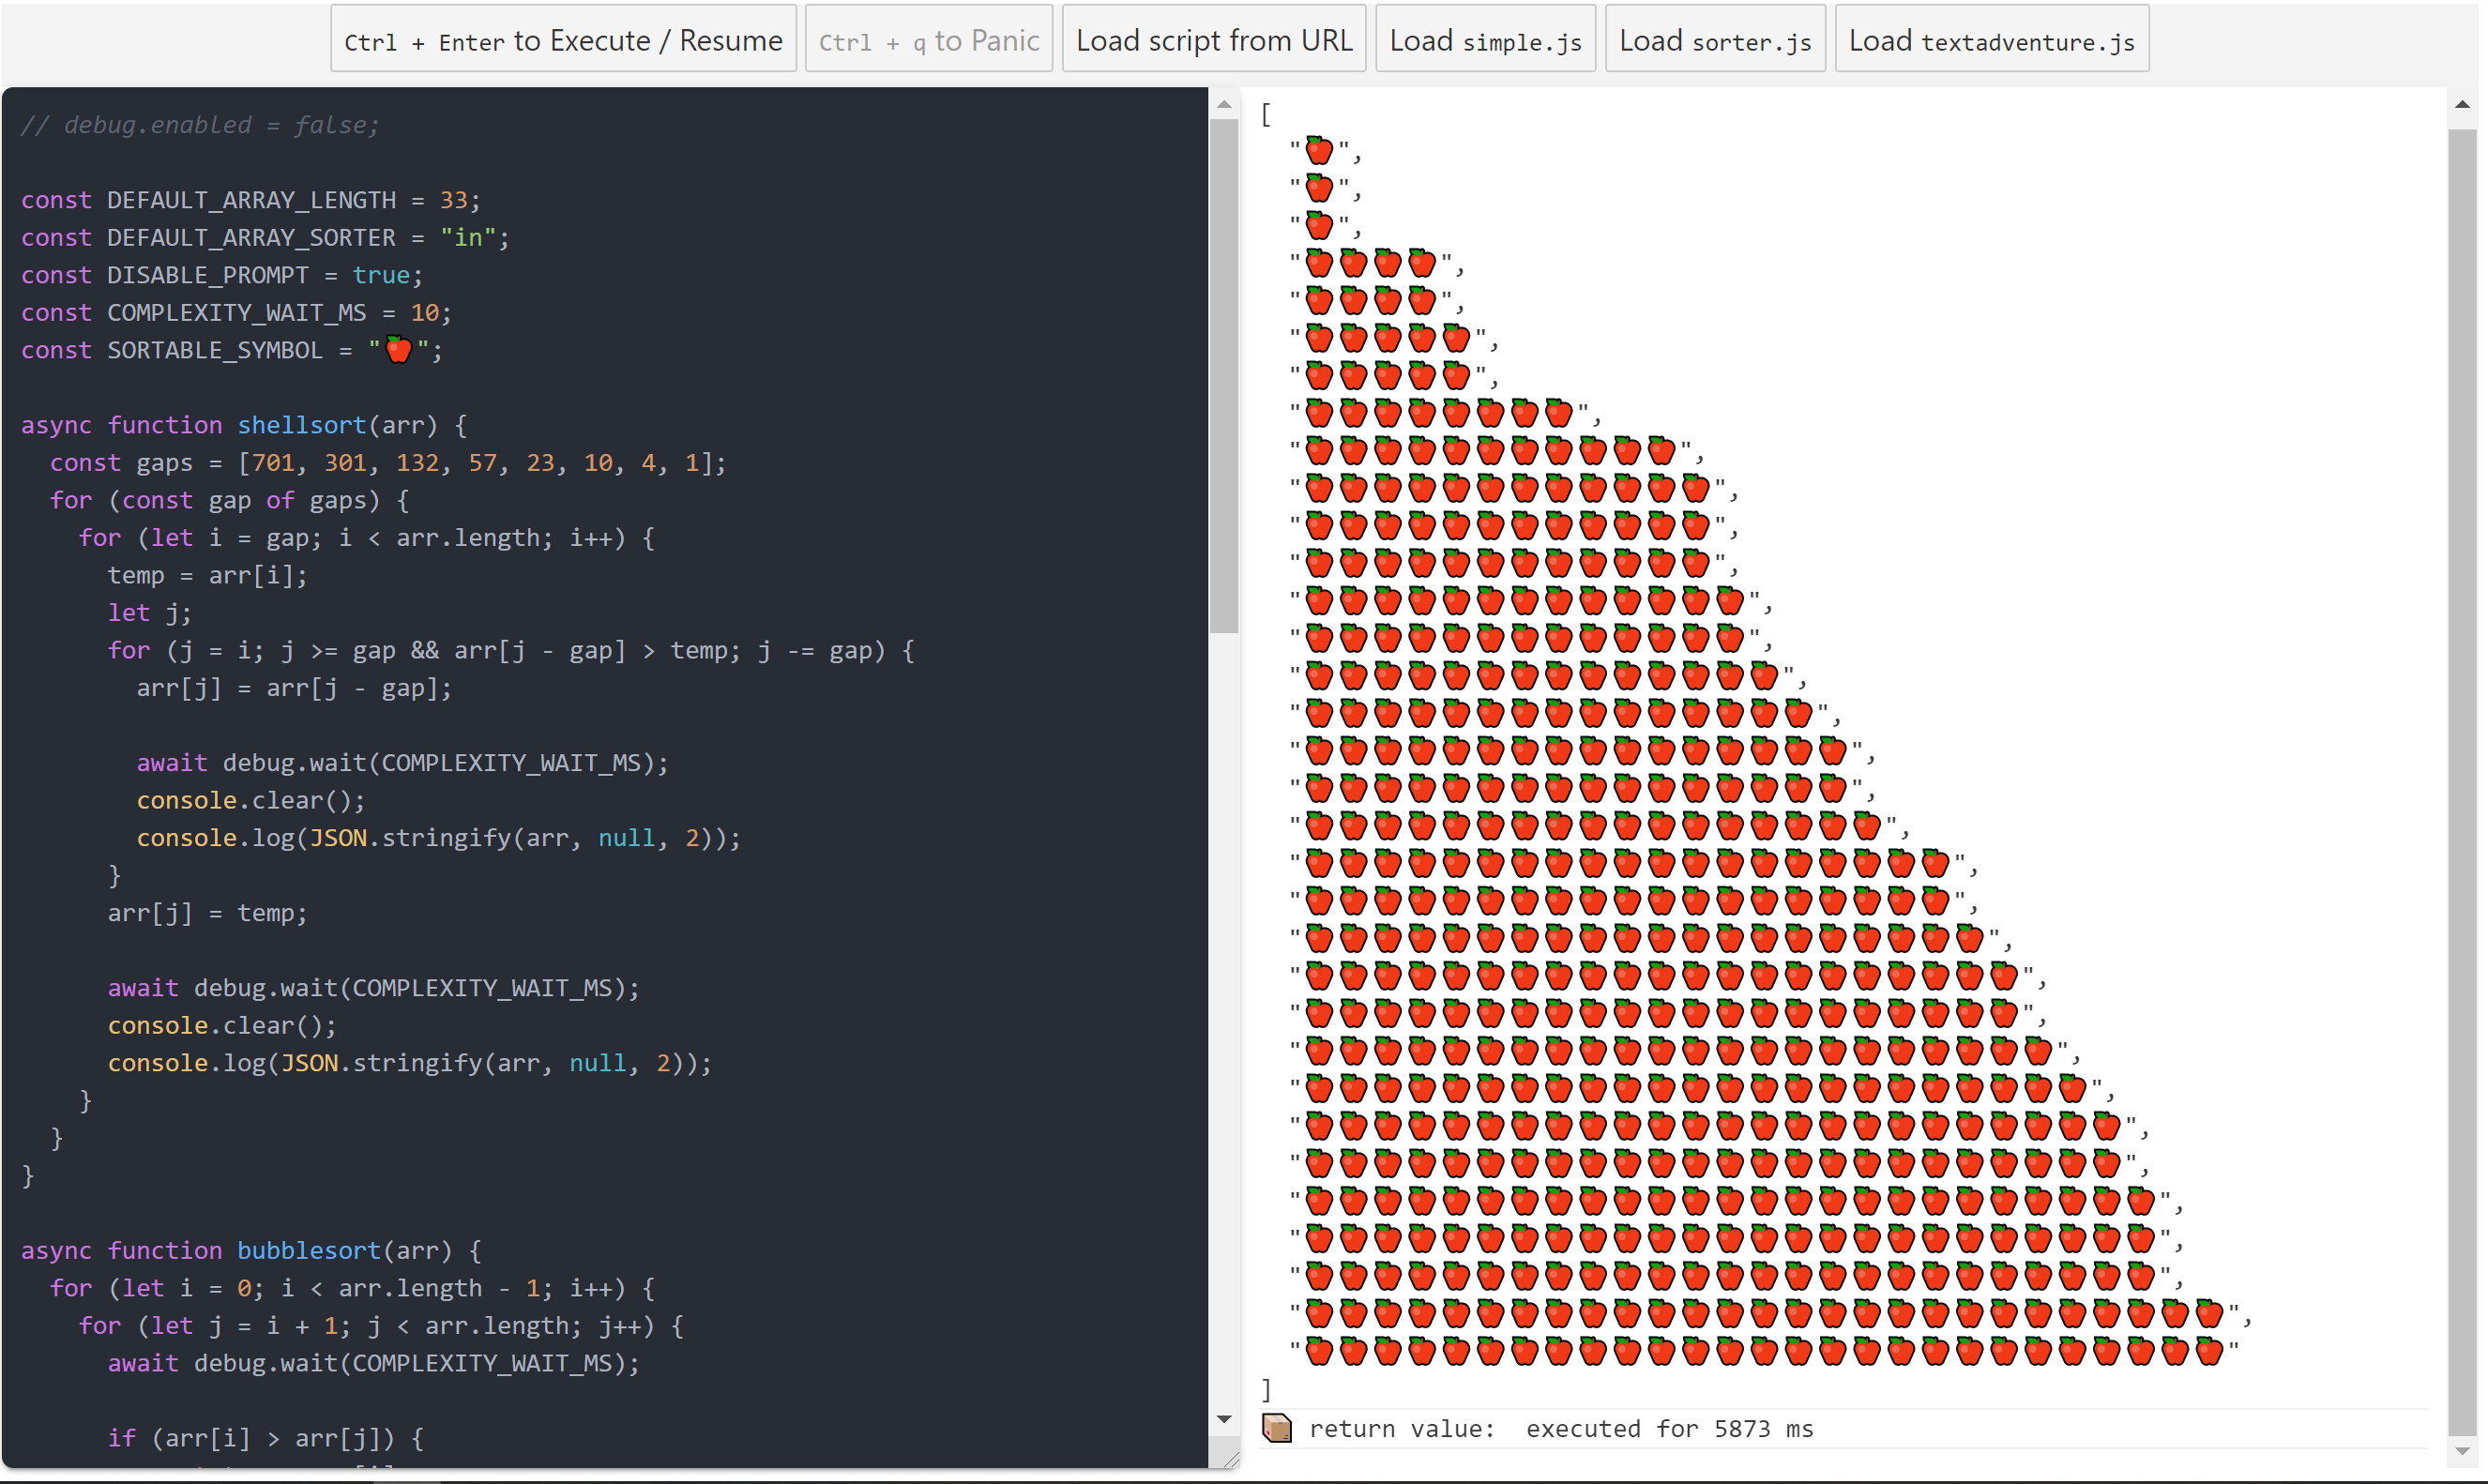 Ctrl + Enter to Execute / Resume
Ctrl + q to Panic
Load script from URL
Load simple.js
Load sorter.js
Load textadventure.js
// debug.enabled = false;
const DEFAULT_ARRAY_LENGTH = 33;
const DEFAULT_ARRAY_SORTER = "in";
const DISABLE_PROMPT = true;
const COMPLEXITY_WAIT_MS = 10;
const SORTABLE_SYMBOL = "🍎";
async function shellsort(arr) {
const gaps = [701, 301, 132, 57, 23, 10, 4, 1];
for (const gap of gaps) {
for (let i = gap; i < arr.length; i++) {
temp = arr[i];
let j;
for (j = i; j >= gap && arr[j - gap] > temp; j -= gap) {
arr[j] = arr[j - gap];
await debug.wait(COMPLEXITY_WAIT_MS);
console.clear();
console.log(JSON.stringify(arr, null, 2));
}
arr[j] = temp;
await debug.wait(COMPLEXITY_WAIT_MS);
console.clear();
console.log(JSON.stringify(arr, null, 2));
}
}
}
async function bubblesort(arr) {
for (let i = 0; i < arr.length - 1; i++) {
for (let j = i + 1; j < arr.length; j++) {
await debug.wait(COMPLEXITY_WAIT_MS);
if (arr[i] > arr[j]) {
[
"🍎",
"🍎",
"🍎",
"🍎🍎🍎🍎",
"🍎🍎🍎🍎",
"🍎🍎🍎🍎🍎",
"🍎🍎🍎🍎🍎",
"🍎🍎🍎🍎🍎🍎🍎🍎",
"🍎🍎🍎🍎🍎🍎🍎🍎🍎🍎🍎",
"🍎🍎🍎🍎🍎🍎🍎🍎🍎🍎🍎🍎",
"🍎🍎🍎🍎🍎🍎🍎🍎🍎🍎🍎🍎",
"🍎🍎🍎🍎🍎🍎🍎🍎🍎🍎🍎🍎",
"🍎🍎🍎🍎🍎🍎🍎🍎🍎🍎🍎🍎🍎",
"🍎🍎🍎🍎🍎🍎🍎🍎🍎🍎🍎🍎🍎",
"🍎🍎🍎🍎🍎🍎🍎🍎🍎🍎🍎🍎🍎🍎",
"🍎🍎🍎🍎🍎🍎🍎🍎🍎🍎🍎🍎🍎🍎🍎",
"🍎🍎🍎🍎🍎🍎🍎🍎🍎🍎🍎🍎🍎🍎🍎🍎",
"🍎🍎🍎🍎🍎🍎🍎🍎🍎🍎🍎🍎🍎🍎🍎🍎",
"🍎🍎🍎🍎🍎🍎🍎🍎🍎🍎🍎🍎🍎🍎🍎🍎🍎",
"🍎🍎🍎🍎🍎🍎🍎🍎🍎🍎🍎🍎🍎🍎🍎🍎🍎🍎🍎",
"🍎🍎🍎🍎🍎🍎🍎🍎🍎🍎🍎🍎🍎🍎🍎🍎🍎🍎🍎",
"🍎🍎🍎🍎🍎🍎🍎🍎🍎🍎🍎🍎🍎🍎🍎🍎🍎🍎🍎🍎",
"🍎🍎🍎🍎🍎🍎🍎🍎🍎🍎🍎🍎🍎🍎🍎🍎🍎🍎🍎🍎🍎",
"🍎🍎🍎🍎🍎🍎🍎🍎🍎🍎🍎🍎🍎🍎🍎🍎🍎🍎🍎🍎🍎",
"🍎🍎🍎🍎🍎🍎🍎🍎🍎🍎🍎🍎🍎🍎🍎🍎🍎🍎🍎🍎🍎🍎",
"🍎🍎🍎🍎🍎🍎🍎🍎🍎🍎🍎🍎🍎🍎🍎🍎🍎🍎🍎🍎🍎🍎🍎",
"🍎🍎🍎🍎🍎🍎🍎🍎🍎🍎🍎🍎🍎🍎🍎🍎🍎🍎🍎🍎🍎🍎🍎🍎",
"🍎🍎🍎🍎🍎🍎🍎🍎🍎🍎🍎🍎🍎🍎🍎🍎🍎🍎🍎🍎🍎🍎🍎🍎",
"🍎🍎🍎🍎🍎🍎🍎🍎🍎🍎🍎🍎🍎🍎🍎🍎🍎🍎🍎🍎🍎🍎🍎🍎🍎",
"🍎🍎🍎🍎🍎🍎🍎🍎🍎🍎🍎🍎🍎🍎🍎🍎🍎🍎🍎🍎🍎🍎🍎🍎🍎",
"🍎🍎🍎🍎🍎🍎🍎🍎🍎🍎🍎🍎🍎🍎🍎🍎🍎🍎🍎🍎🍎🍎🍎🍎🍎",
"🍎🍎🍎🍎🍎🍎🍎🍎🍎🍎🍎🍎🍎🍎🍎🍎🍎🍎🍎🍎🍎🍎🍎🍎🍎🍎🍎",
"🍎🍎🍎🍎🍎🍎🍎🍎🍎🍎🍎🍎🍎🍎🍎🍎🍎🍎🍎🍎🍎🍎🍎🍎🍎🍎🍎"
]
📦 return value: executed for 5873 ms